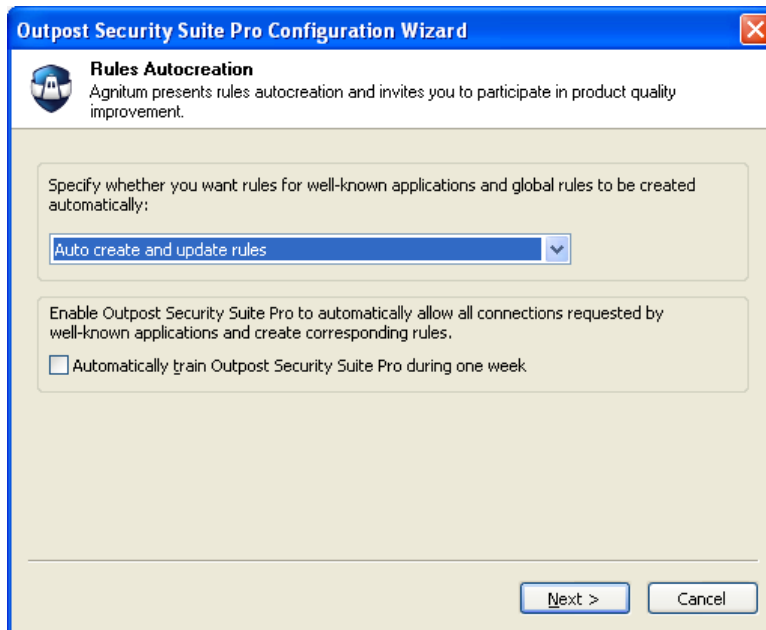 Outpost Security Suite Pro Configuration Wizard
Rules Autocreation
Agnitum presents rules autocreation and invites you to participate in product quality
improvement.
Specify whether you want rules for well-known applications and global rules to be created
automatically:
Auto create and update rules
Enable Outpost Security Suite Pro to automatically allow all connections requested by
well-known applications and create corresponding rules.
Automatically train Outpost Security Suite Pro during one week
Next >
Cancel